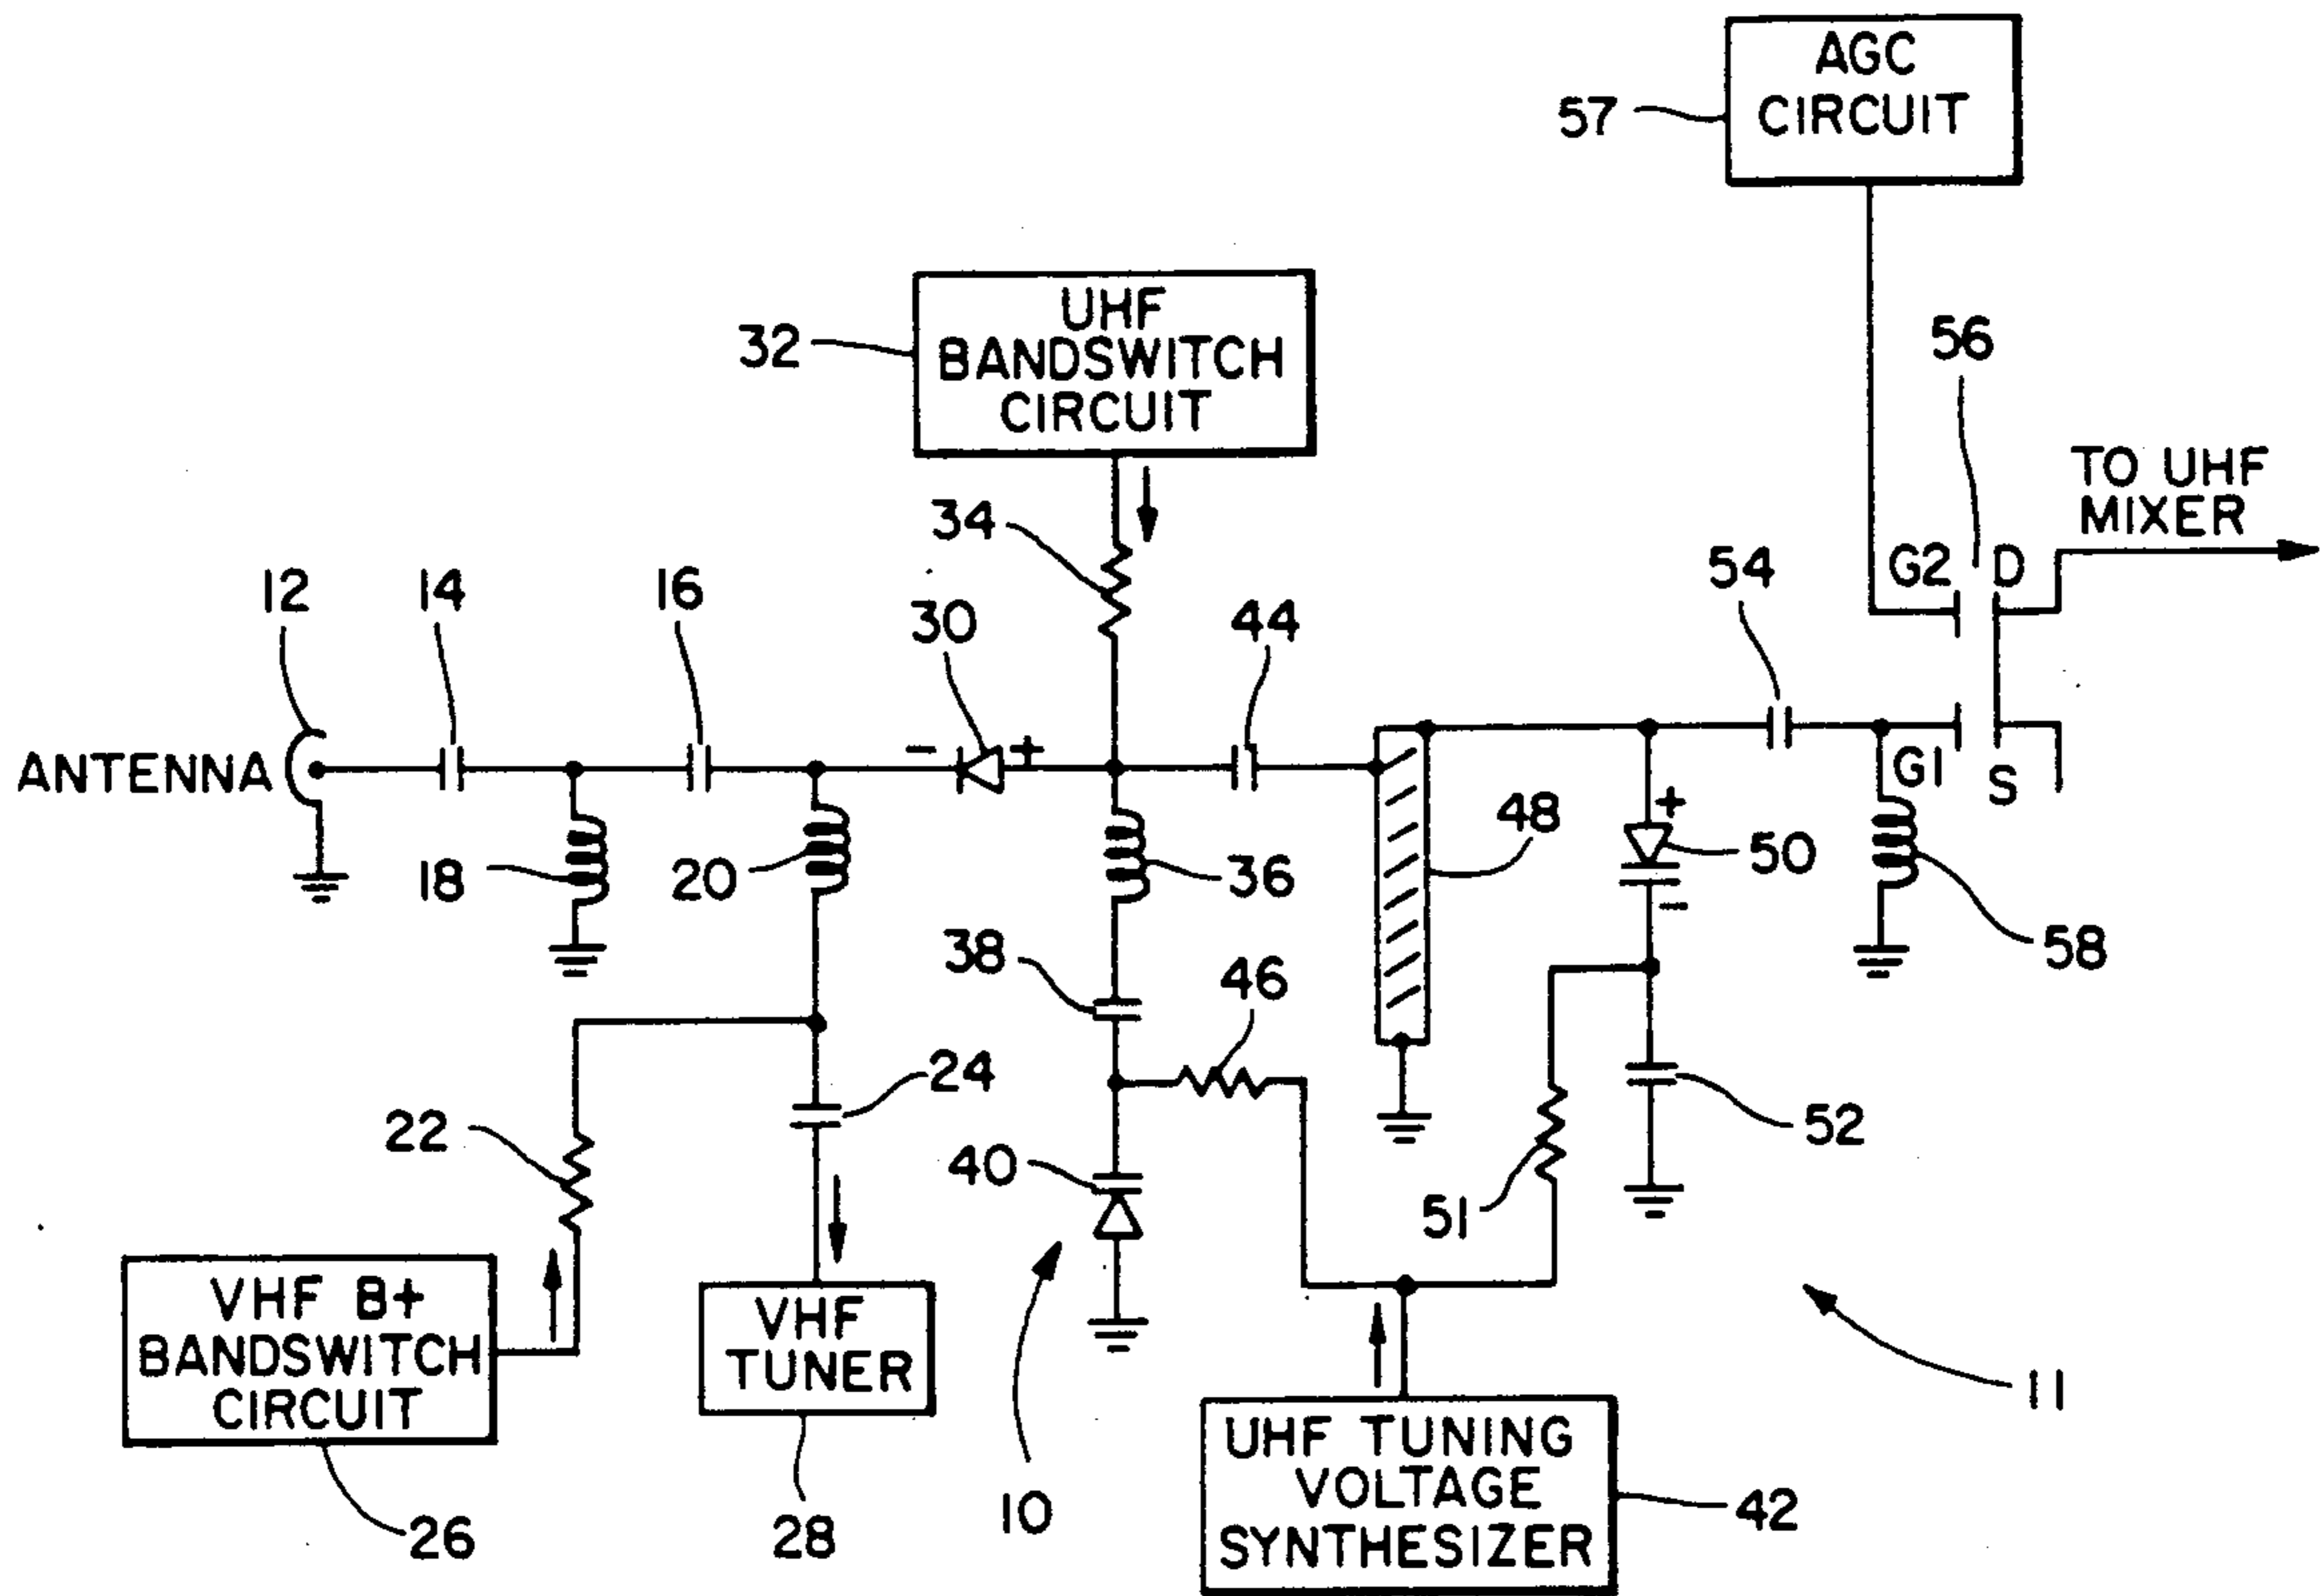 AGC
CIRCUIT
57
UHF
BANDSWITCH
CIRCUIT
32
56
TO UHF
MIXER
34
12
14
16
30
44
54
G2
D
ANTENNA
-
+
G1
S
18
20
36
48
+
50
-
58
38
46
24
22
40
52
51
VHF B+
BANDSWITCH
CIRCUIT
VHF
TUNER
11
UHF TUNING
VOLTAGE
SYNTHESIZER
10
42
26
28